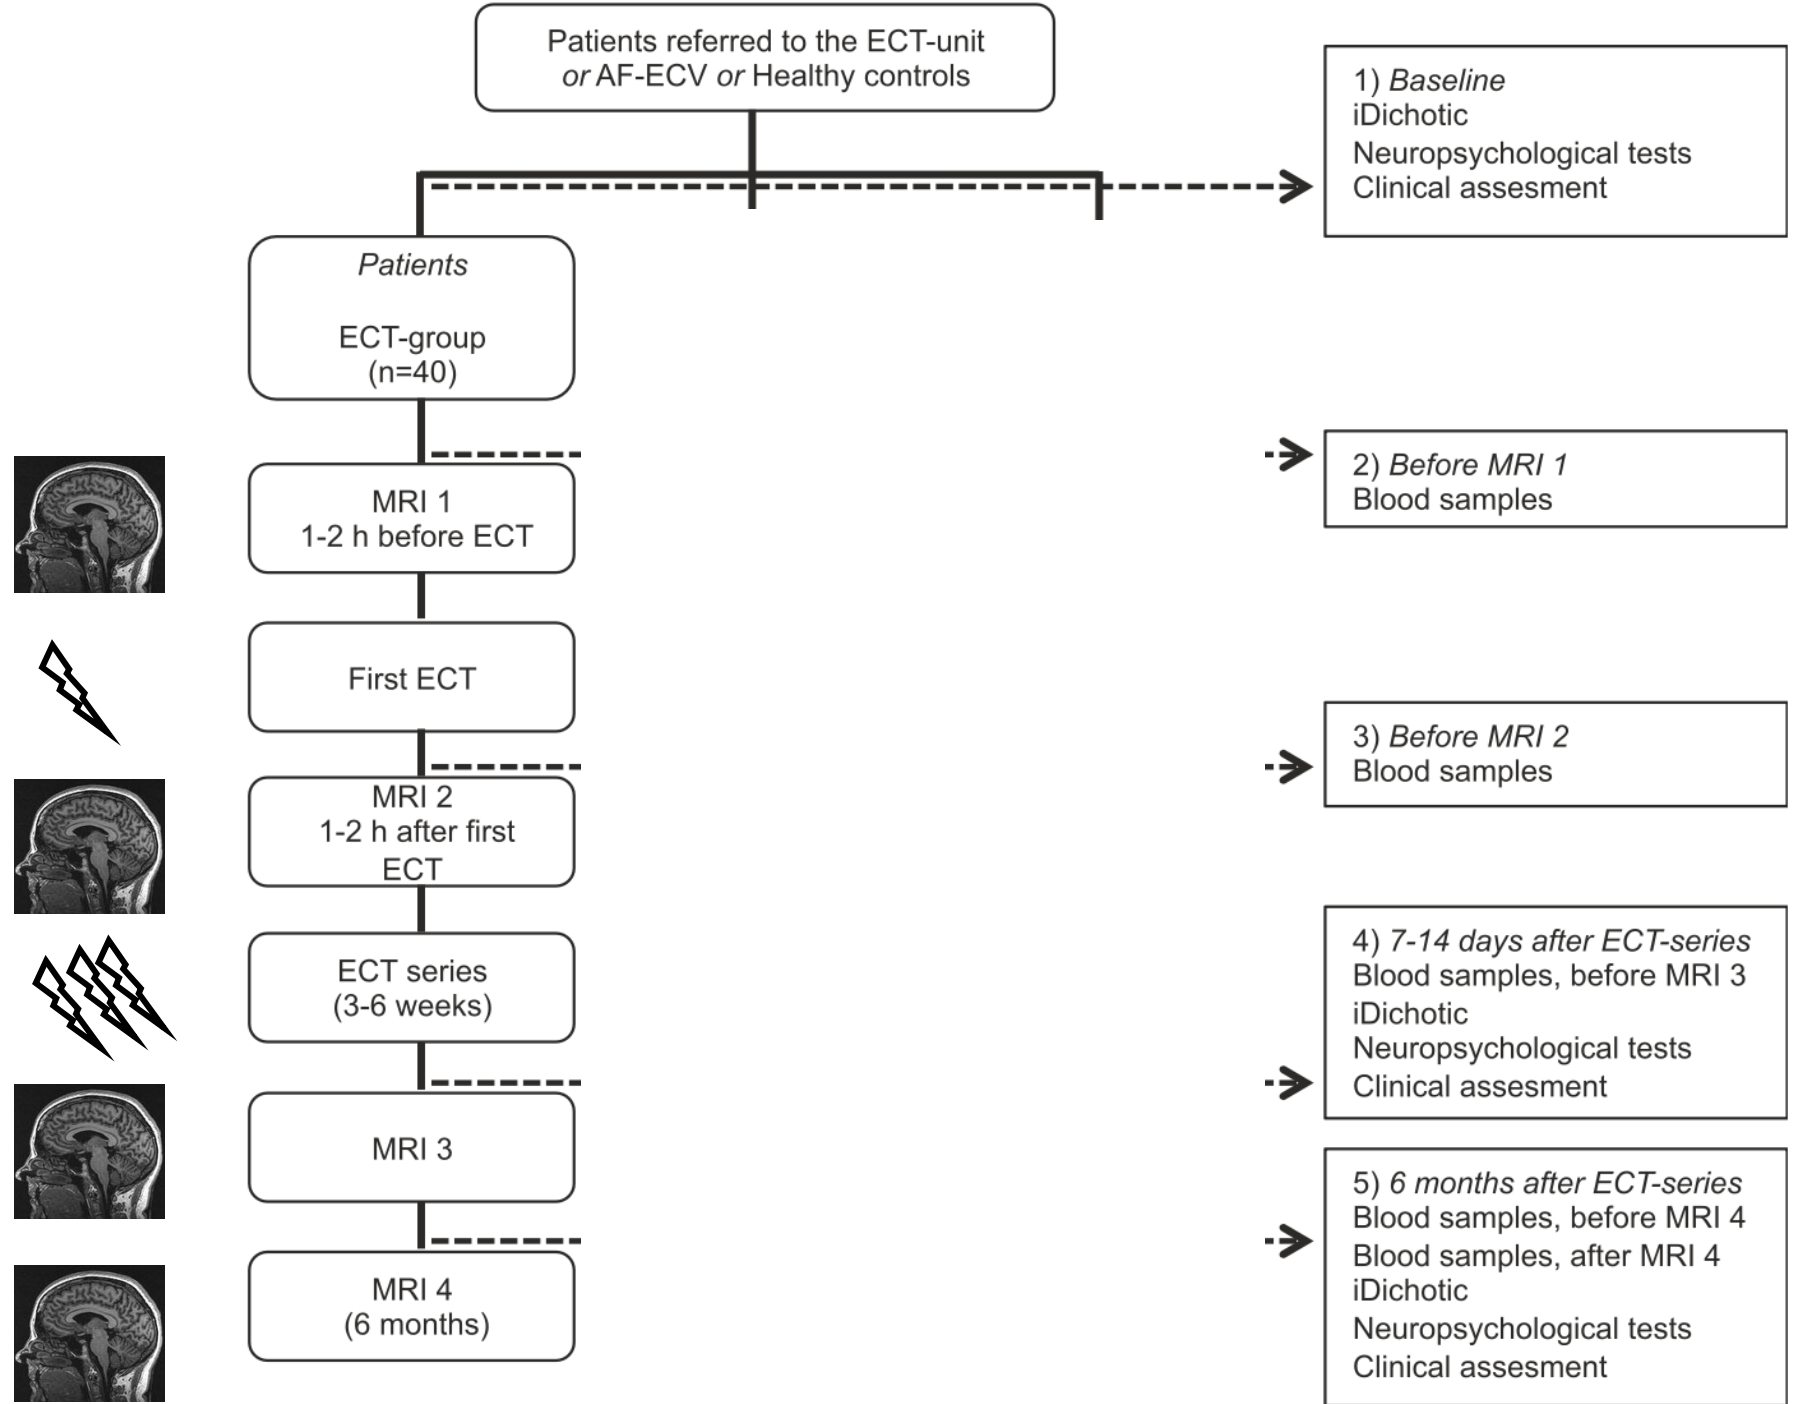 Patients referred to the ECT-unit
or AF-ECV or Healthy controls
1) Baseline
iDichotic
Neuropsychological tests
Clinical assesment
Patients
ECT-group
(n=40)
2) Before MRI 1
Blood samples
MRI 1
1-2 h before ECT
First ECT
3) Before MRI 2
Blood samples
MRI 2
1-2 h after first
ECT
4) 7-14 days after ECT-series
Blood samples, before MRI 3
iDichotic
Neuropsychological tests
Clinical assesment
ECT series
(3-6 weeks)
MRI 3
5) 6 months after ECT-series
Blood samples, before MRI 4
Blood samples, after MRI 4
iDichotic
Neuropsychological tests
Clinical assesment
MRI 4
(6 months)